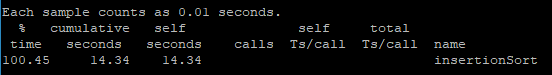 Each sample counts as 0.01 seconds.
% cumulative self self total
time seconds seconds calls Ts/call Ts/call name
100.45 14.34 14.34 insertionSort